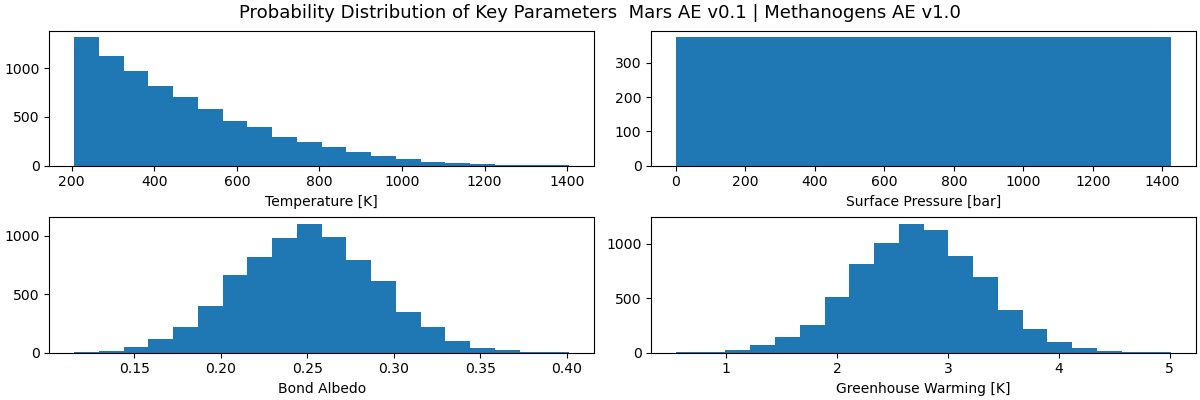 Probability Distribution of Key Parameters  Mars AE v0.1 | Methanogens AE v1.0
1000
500
0
200 400 600 800 1000 1200 1400
Temperature [K]
300
200
100
0
0 200 400 600 800 1000 1200 1400
Surface Pressure [bar]
1000
500
0
0.15 0.20 0.25 0.30 0.35 0.40
Bond Albedo
1000
500
0
1 2 3 4 5
Greenhouse Warming [K]